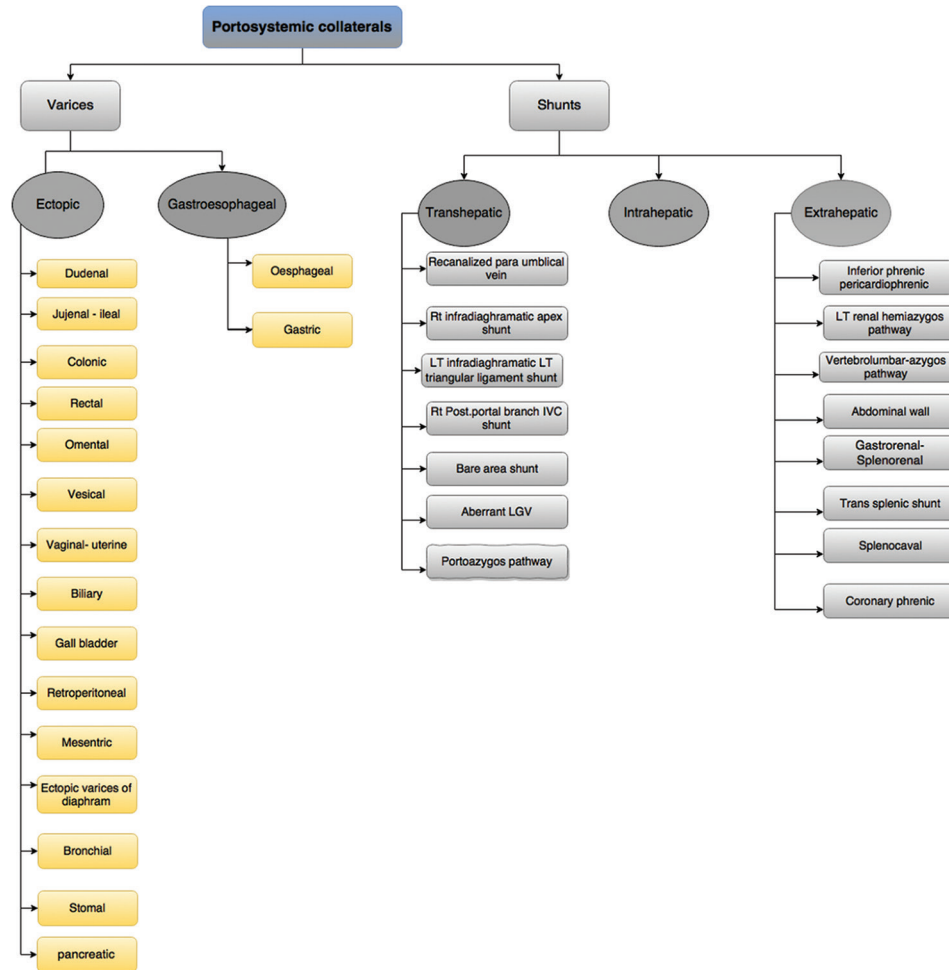 Portosystemic collaterals
Varices
Shunts
Ectopic
Gastroesophageal
Transhepatic
Intrahepatic
Extrahepatic
Dudenal
Jujenal - ileal
Colonic
Rectal
Omental
Vesical
Vaginal- uterine
Biliary
Gall bladder
Retroperitoneal
Mesentric
Ectopic varices of
diaphram
Bronchial
Stomal
pancreatic
Oesphageal
Gastric
Recanalized para umblical
vein
Rt infradiaghramatic apex
shunt
LT infradiaghramatic LT
triangular ligament shunt
Rt Post.portal branch IVC
shunt
Bare area shunt
Aberrant LGV
Portoazygos pathway
Inferior phrenic
pericardiophrenic
LT renal hemiazygos
pathway
Vertebrolumbar-azygos
pathway
Abdominal wall
Gastrorenal-
Splenorenal
Trans splenic shunt
Splenocaval
Coronary phrenic